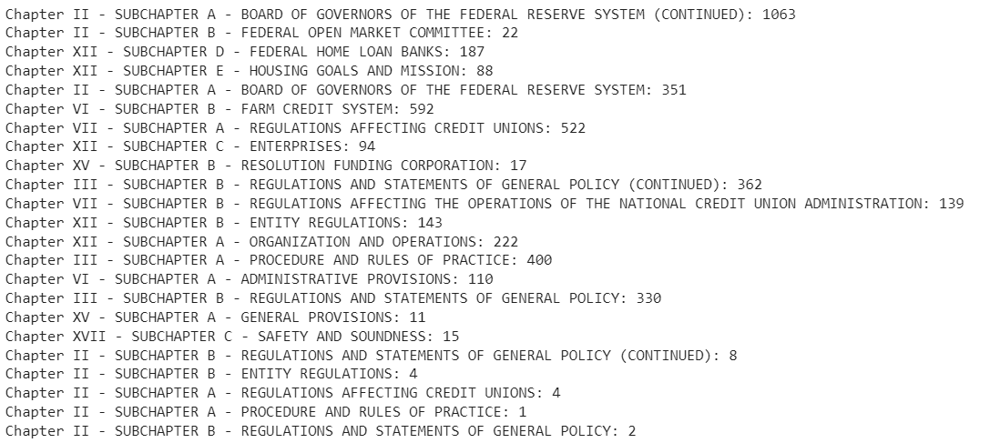 Chapter II - SUBCHAPTER A - BOARD OF GOVERNORS OF THE FEDERAL RESERVE SYSTEM (CONTINUED): 1063
Chapter II - SUBCHAPTER B - FEDERAL OPEN MARKET COMMITTEE: 22
Chapter XII - SUBCHAPTER D - FEDERAL HOME LOAN BANKS: 187
Chapter XII - SUBCHAPTER E - HOUSING GOALS AND MISSION: 88
Chapter II - SUBCHAPTER A - BOARD OF GOVERNORS OF THE FEDERAL RESERVE SYSTEM: 351
Chapter VI - SUBCHAPTER B - FARM CREDIT SYSTEM: 592
Chapter VII - SUBCHAPTER A - REGULATIONS AFFECTING CREDIT UNIONS: 522
Chapter XII - SUBCHAPTER C - ENTERPRISES: 94
Chapter XV - SUBCHAPTER B - RESOLUTION FUNDING CORPORATION: 17
Chapter III - SUBCHAPTER B - REGULATIONS AND STATEMENTS OF GENERAL POLICY (CONTINUED): 362
Chapter VII - SUBCHAPTER B - REGULATIONS AFFECTING THE OPERATIONS OF THE NATIONAL CREDIT UNION ADMINISTRATION: 139
Chapter XII - SUBCHAPTER B - ENTITY REGULATIONS: 143
Chapter XII - SUBCHAPTER A - ORGANIZATION AND OPERATIONS: 222
Chapter III - SUBCHAPTER A - PROCEDURE AND RULES OF PRACTICE: 400
Chapter VI - SUBCHAPTER A - ADMINISTRATIVE PROVISIONS: 110
Chapter III - SUBCHAPTER B - REGULATIONS AND STATEMENTS OF GENERAL POLICY: 330
Chapter XV - SUBCHAPTER A - GENERAL PROVISIONS: 11
Chapter XVII - SUBCHAPTER C - SAFETY AND SOUNDNESS: 15
Chapter II - SUBCHAPTER B - REGULATIONS AND STATEMENTS OF GENERAL POLICY (CONTINUED): 8
Chapter II - SUBCHAPTER B - ENTITY REGULATIONS: 4
Chapter II - SUBCHAPTER A - REGULATIONS AFFECTING CREDIT UNIONS: 4
Chapter II - SUBCHAPTER A - PROCEDURE AND RULES OF PRACTICE: 1
Chapter II - SUBCHAPTER B - REGULATIONS AND STATEMENTS OF GENERAL POLICY: 2